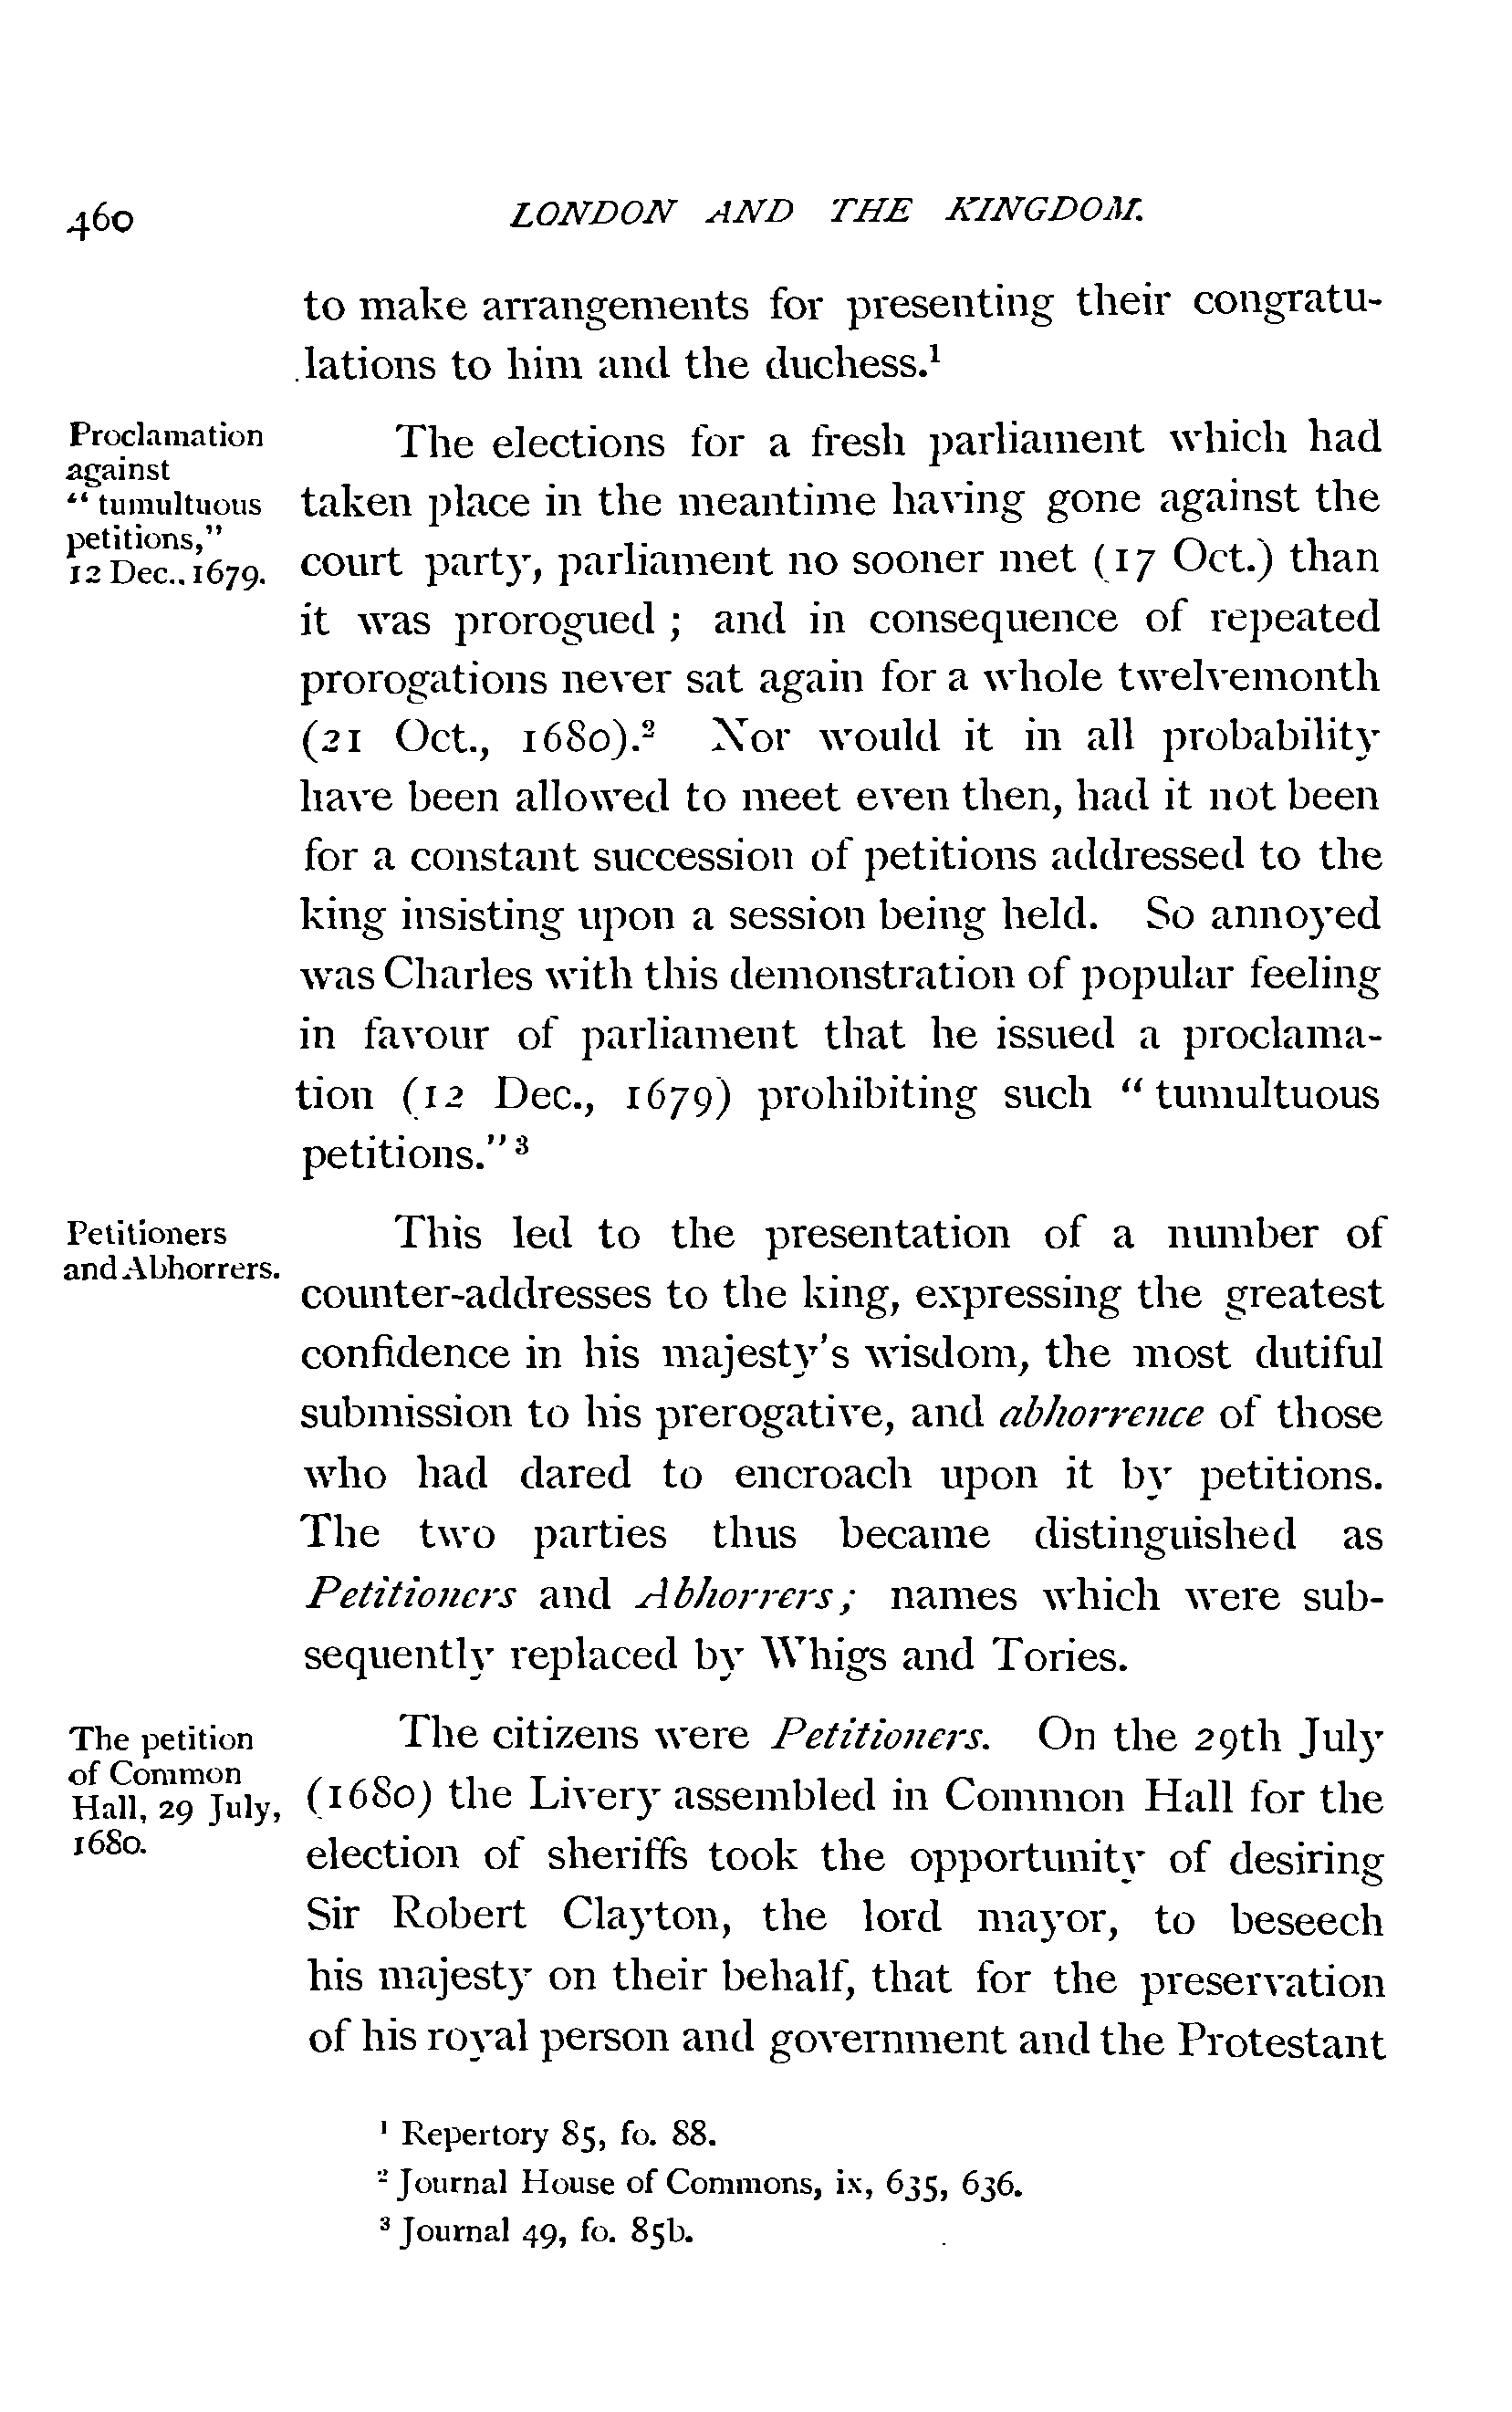 460 LONDON AND THE KINGDOM.
to make arrangements for presenting their congratu-
lations to him and the duchess.¹
Proclamation
against
"tumultuous
petitions,"
12 Dec., 1679.
The elections for a fresh parliament which had
taken place in the meantime having gone against the
court party, parliament no sooner met (17 Oct.) than
it was prorogued; and in consequence of repeated
prorogations never sat again for a whole twelvemonth
(21 Oct., 1680).² Nor would it in all probability
have been allowed to meet even then, had it not been
for a constant succession of petitions addressed to the
king insisting upon a session being held. So annoyed
was Charles with this demonstration of popular feeling
in favour of parliament that he issued a proclama-
tion (12 Dec., 1679) prohibiting such "tumultuous
petitions."³
Petitioners
and Abhorrers.
This led to the presentation of a number of
counter-addresses to the king, expressing the greatest
confidence in his majesty's wisdom, the most dutiful
submission to his prerogative, and abhorrence of those
who had dared to encroach upon it by petitions.
The two parties thus became distinguished as
Petitioners and Abhorrers; names which were sub-
sequently replaced by Whigs and Tories.
The petition
of Common
Hall, 29 July,
1680.
The citizens were Petitioners. On the 29th July
(1680) the Livery assembled in Common Hall for the
election of sheriffs took the opportunity of desiring
Sir Robert Clayton, the lord mayor, to beseech
his majesty on their behalf, that for the preservation
of his royal person and government and the Protestant
¹ Repertory 85, fo. 88.
² Journal House of Commons, ix, 635, 636.
³ Journal 49, fo. 85b.